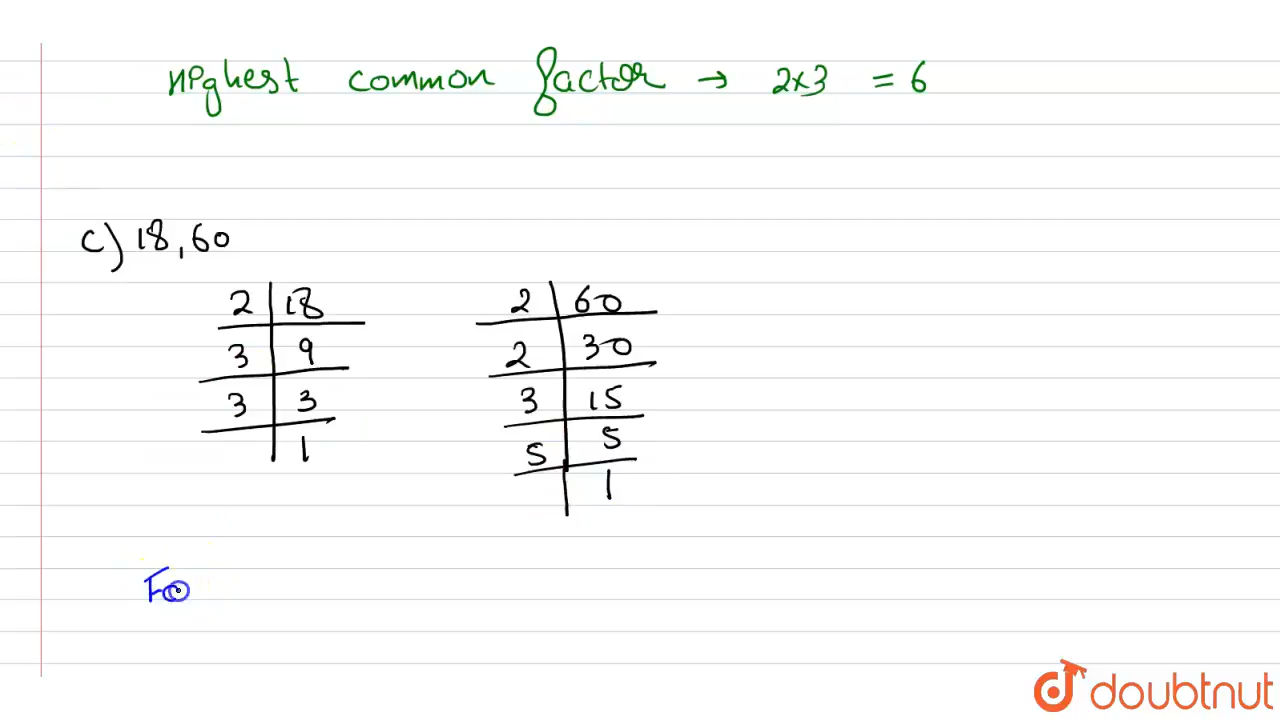 Highest common factor → 2x3 = 6
c) 18, 60
2 | 18
3 | 9
3 | 3
1
2 | 60
2 | 30
3 | 15
5 | 5
1
Fa
doubtnut